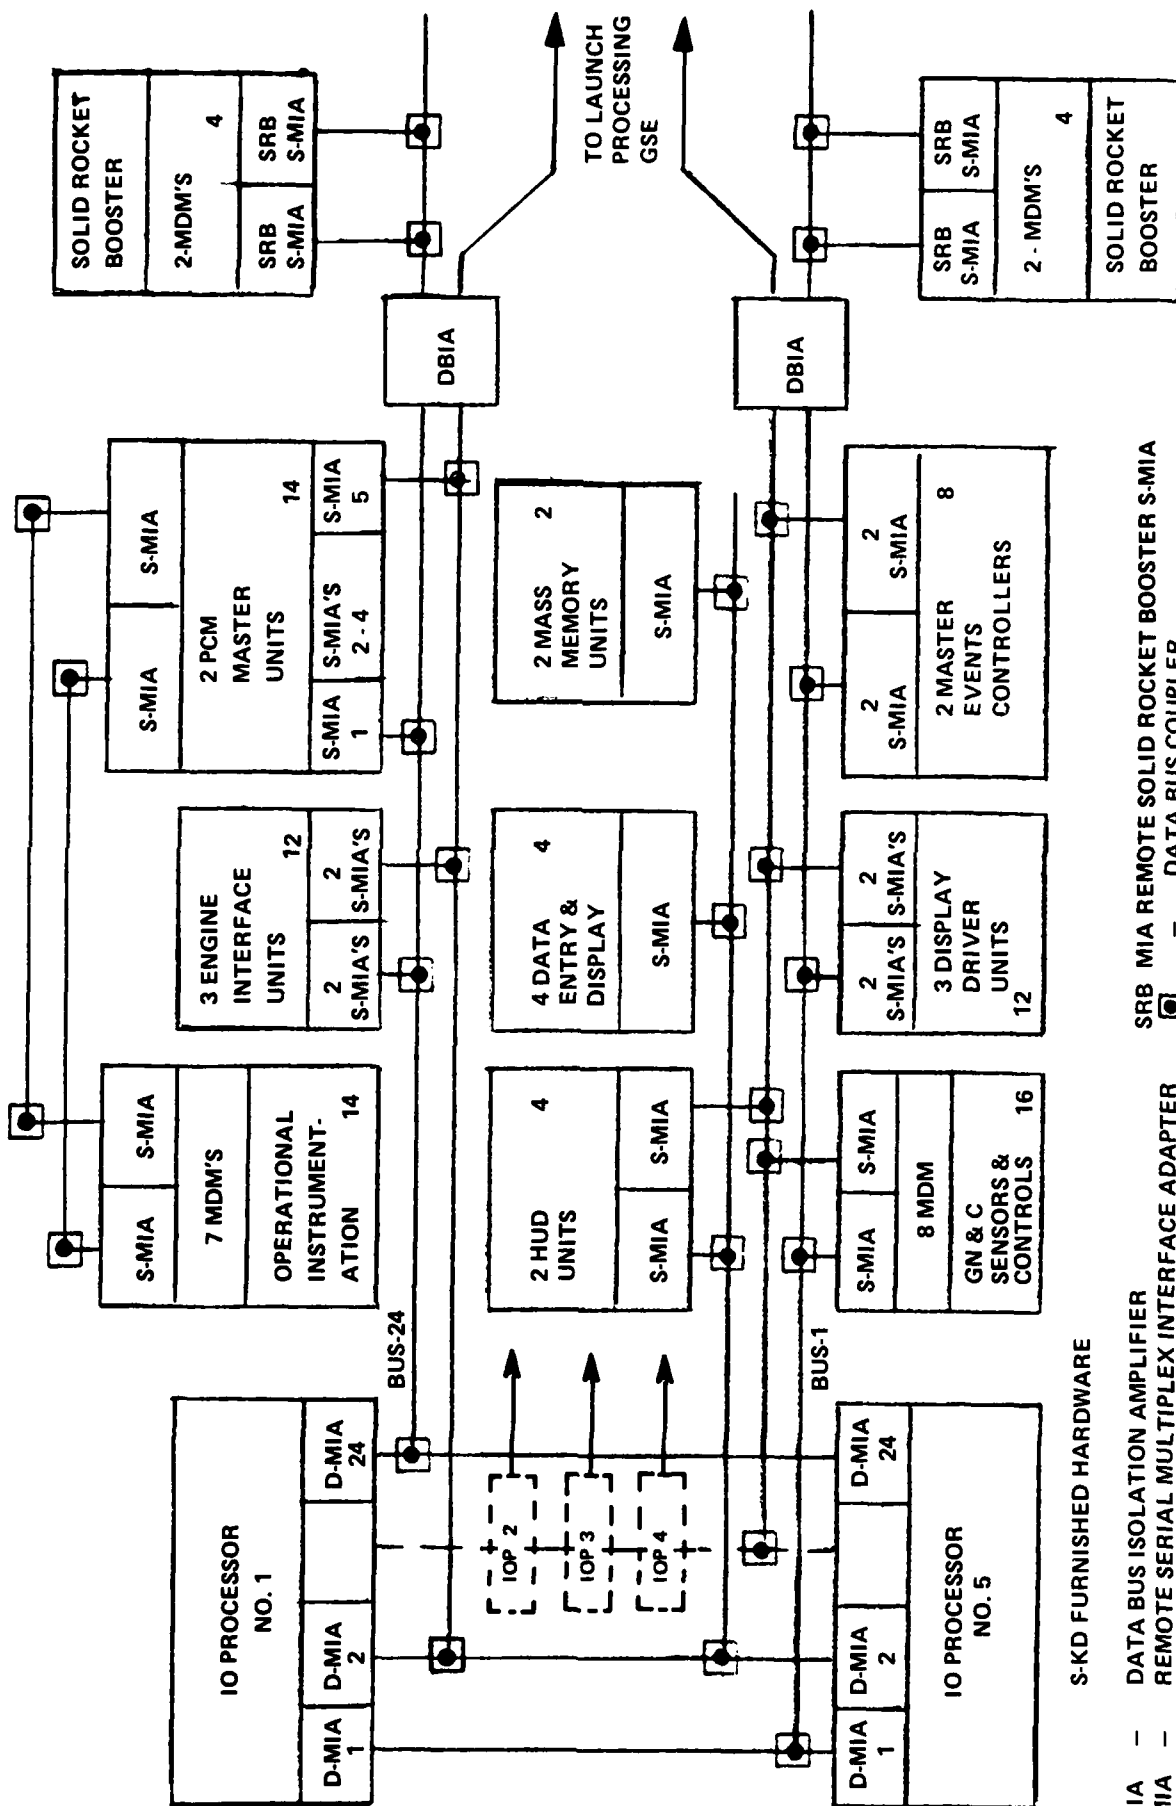 SOLID ROCKET
BOOSTER
2-MDM'S
4
SRB
S-MIA
SRB
S-MIA
TO LAUNCH
PROCESSING
GSE
SRB
S-MIA
SRB
S-MIA
2 - MDM'S
4
SOLID ROCKET
BOOSTER
DBIA
DBIA
S-MIA
S-MIA
2 PCM
MASTER
UNITS
14
S-MIA
1
S-MIA'S
2 - 4
S-MIA
5
2 MASS
MEMORY
UNITS
2
S-MIA
2
S-MIA
2
S-MIA
2 MASTER
EVENTS
CONTROLLERS
8
3 ENGINE
INTERFACE
UNITS
12
2
S-MIA'S
2
S-MIA'S
4 DATA
ENTRY &
DISPLAY
4
S-MIA
2
S-MIA'S
2
S-MIA'S
3 DISPLAY
DRIVER
UNITS
12
S-MIA
S-MIA
7 MDM'S
OPERATIONAL
INSTRUMENT-
ATION
14
2 HUD
UNITS
4
S-MIA
S-MIA
S-MIA
S-MIA
8 MDM
GN & C
SENSORS &
CONTROLS
16
BUS-24
BUS-1
IO PROCESSOR
NO. 1
D-MIA
1
D-MIA
2
D-MIA
24
IOP 2
IOP 3
IOP 4
D-MIA
1
D-MIA
2
D-MIA
24
IO PROCESSOR
NO. 5
S-KD FURNISHED HARDWARE
IA – DATA BUS ISOLATION AMPLIFIER
MIA – REMOTE SERIAL MULTIPLEX INTERFACE ADAPTER
SRB MIA REMOTE SOLID ROCKET BOOSTER S-MIA
– DATA BUS COUPLER